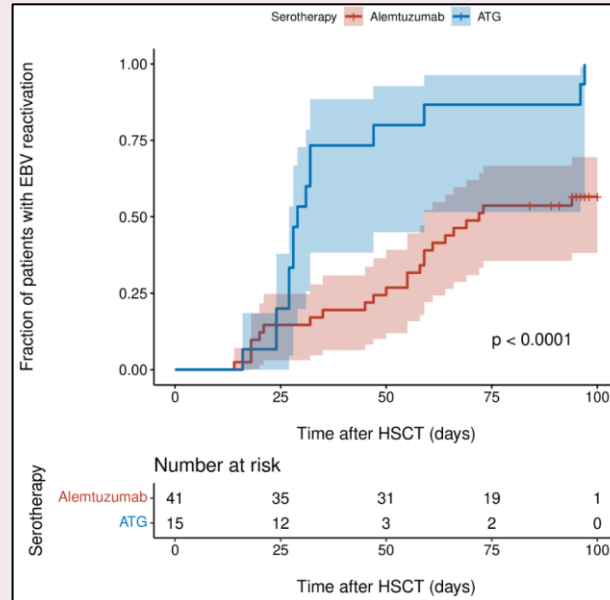 Serotherapy Alemtuzumab ATG
Fraction of patients with EBV reactivation
1.00
0.75
0.50
0.25
0.00
p < 0.0001
0 25 50 75 100
Time after HSCT (days)
Number at risk
Serotherapy
Alemtuzumab 41 35 31 19 1
ATG 15 12 3 2 0
0 25 50 75 100
Time after HSCT (days)